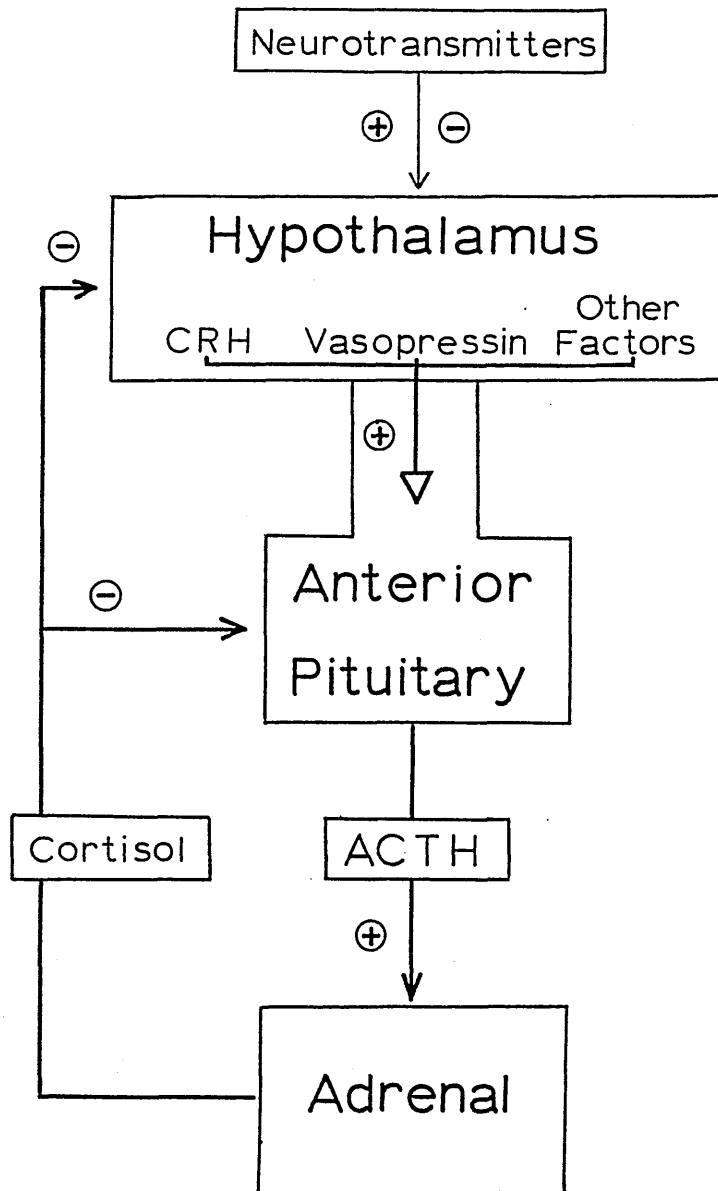 Neurotransmitters
⊕ ⊖
Hypothalamus
⊖
Other
CRH Vasopressin Factors
⊕
Anterior
⊖
Pituitary
Cortisol
ACTH
⊕
Adrenal